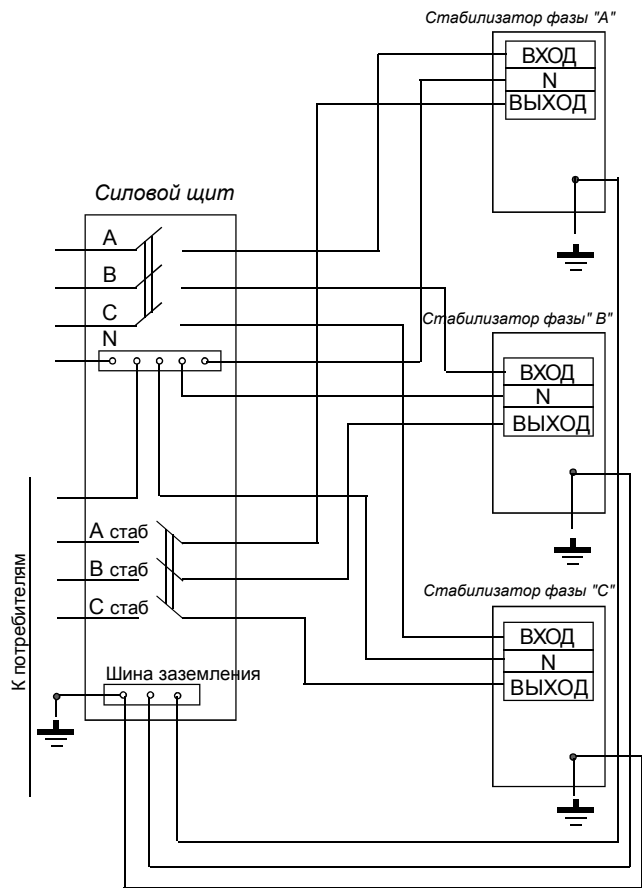 Стабилизатор фазы "А"
ВХОД
N
ВЫХОД
Силовой щит
A
B
C
N
Стабилизатор фазы" В"
ВХОД
N
ВЫХОД
А стаб
В стаб
С стаб
К потребителям
Стабилизатор фазы "С"
ВХОД
N
ВЫХОД
Шина заземления